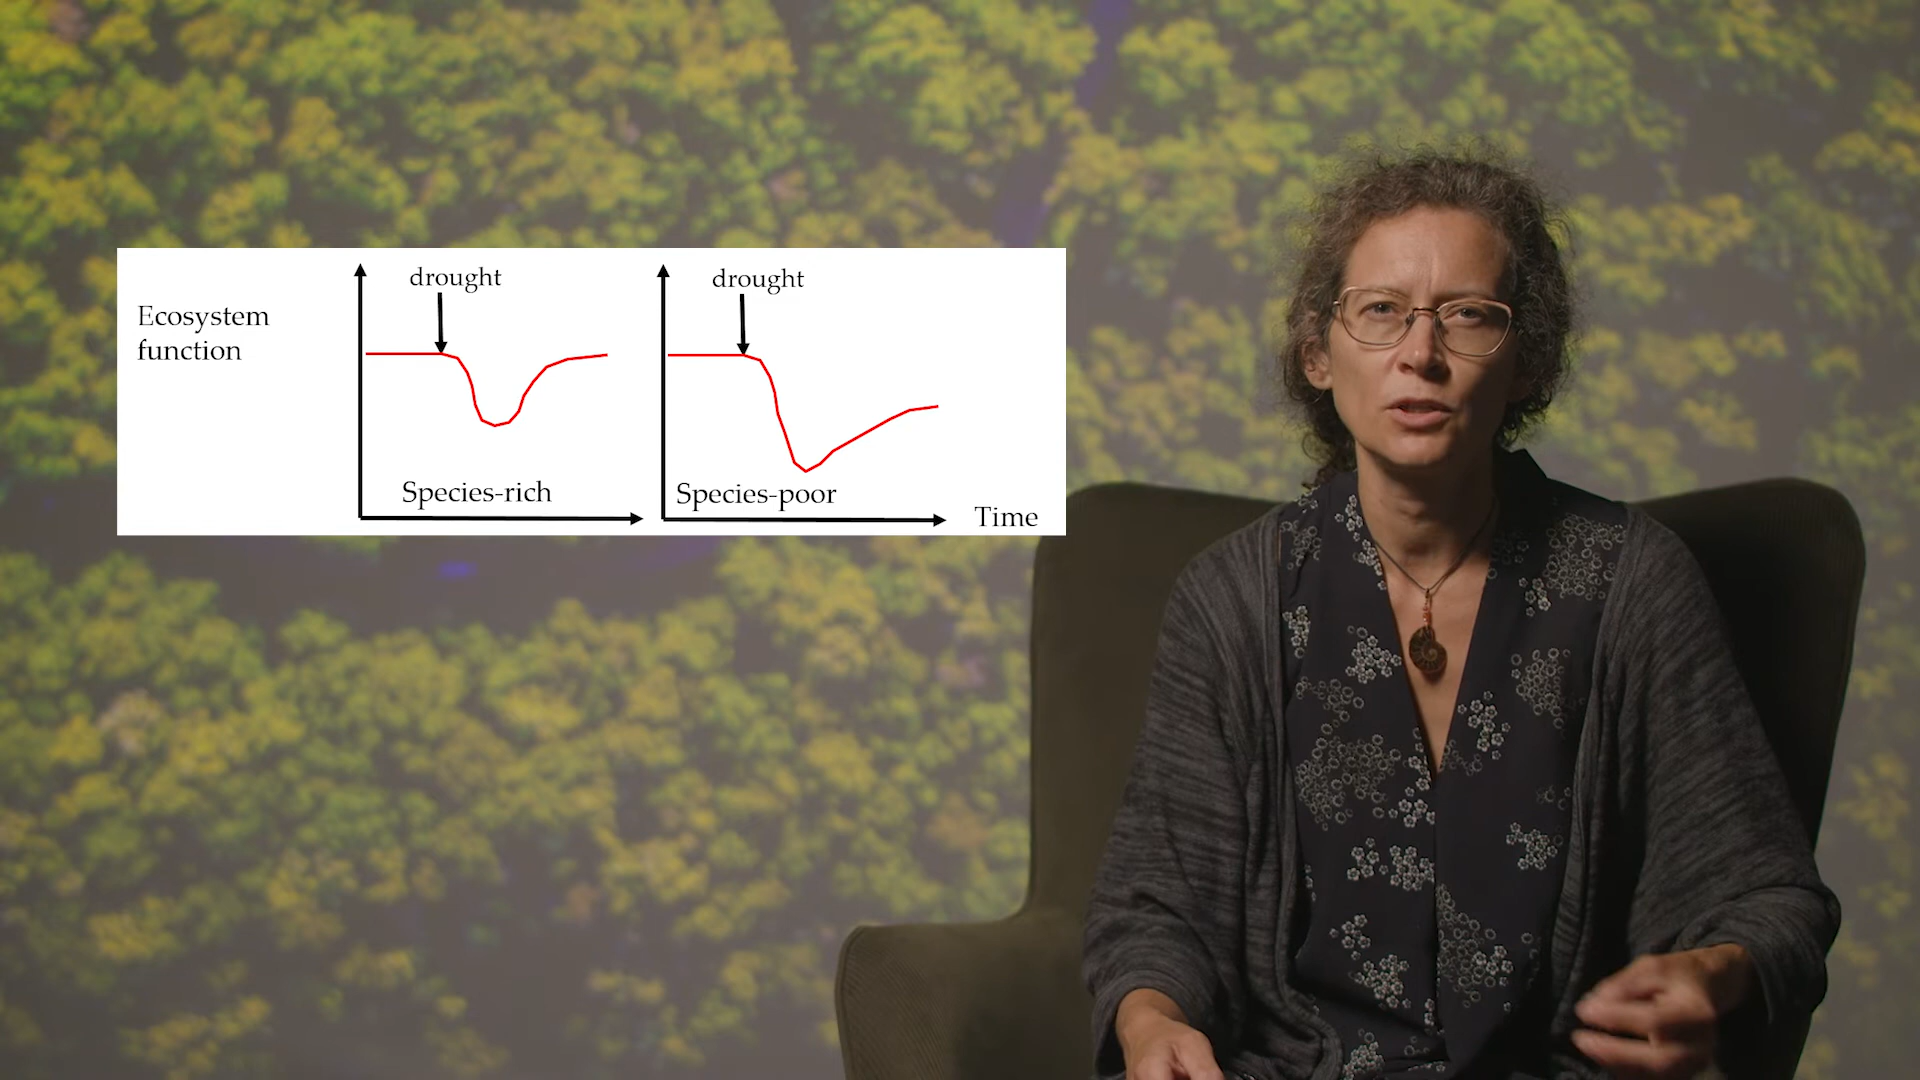 Ecosystem
function
drought
Species-rich
drought
Species-poor
Time